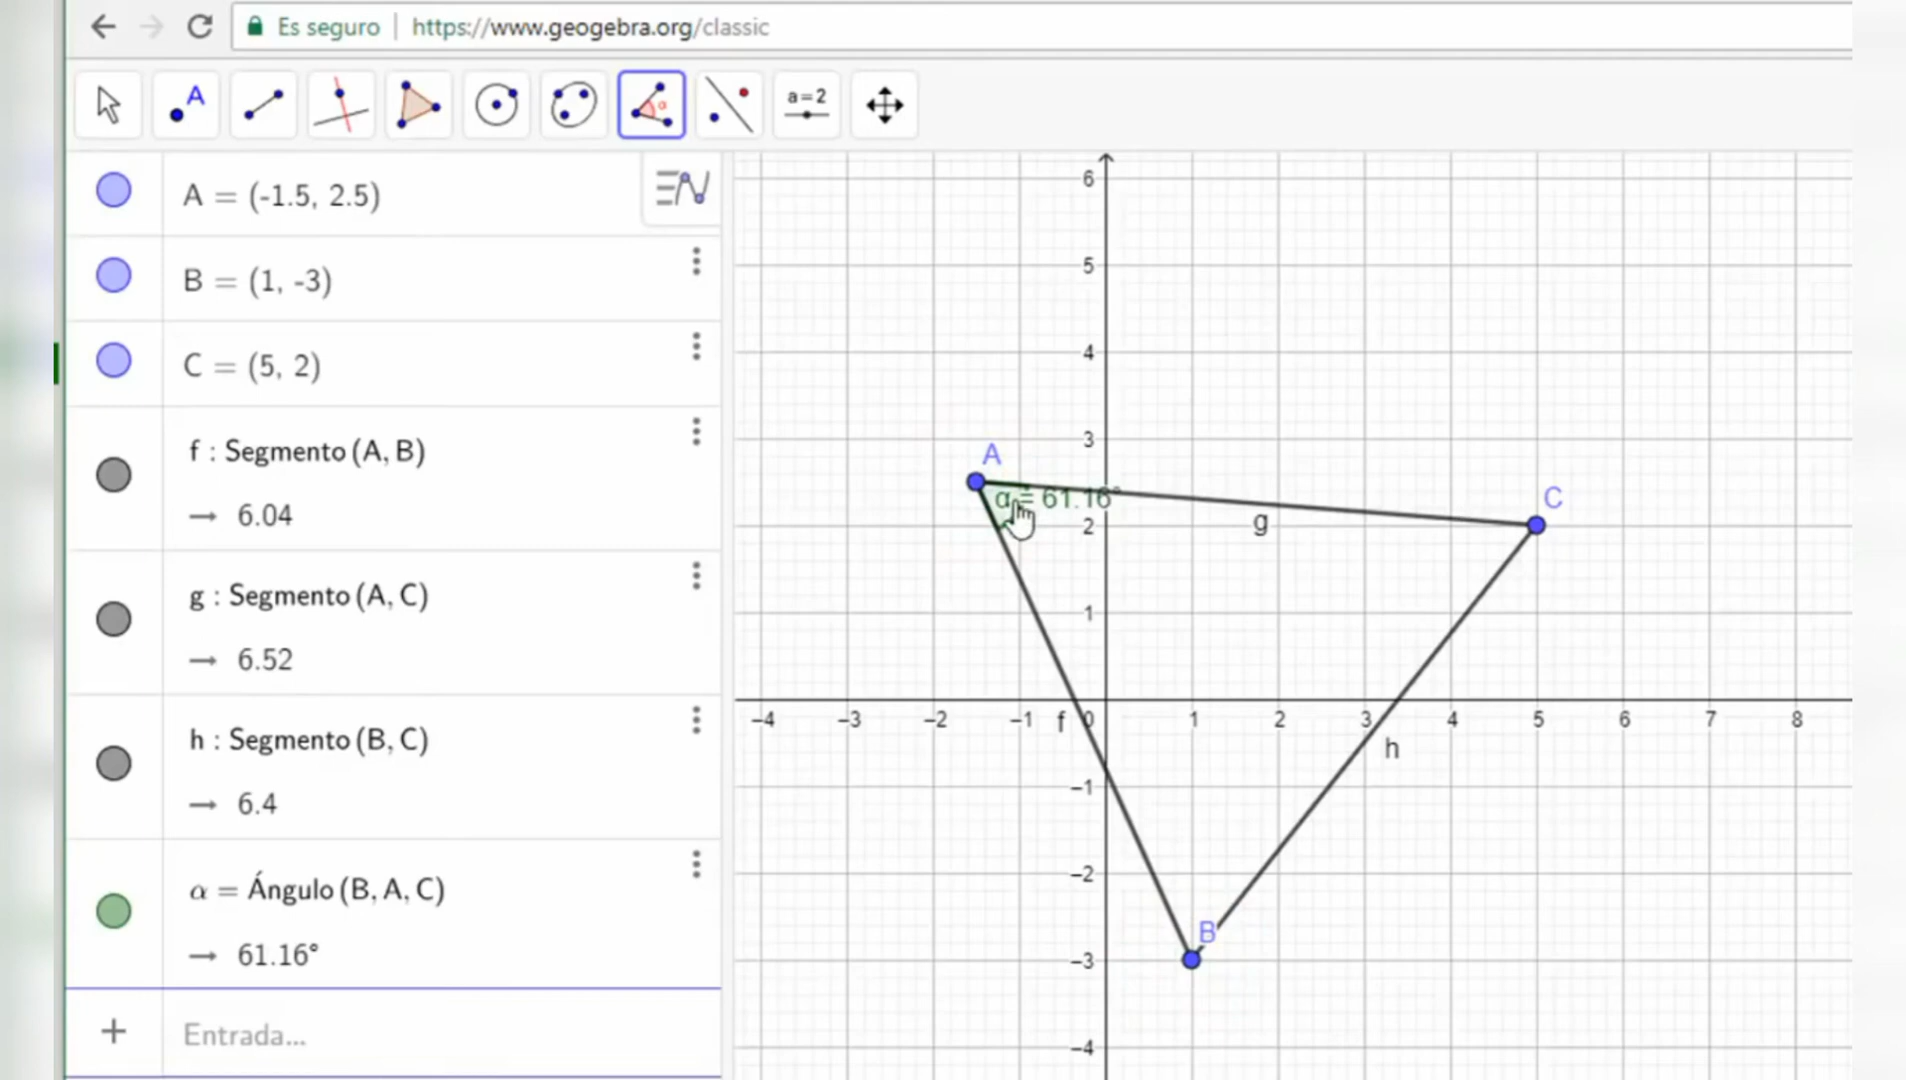 Es seguro | https://www.geogebra.org/classic
A
α
a=2
A = (-1.5, 2.5)
B = (1, -3)
C = (5, 2)
f : Segmento (A, B)
→ 6.04
g : Segmento (A, C)
→ 6.52
h : Segmento (B, C)
→ 6.4
α = Ángulo (B, A, C)
→ 61.16°
+ Entrada...
6
5
4
3
A
α = 61.16°
C
2
g
1
−4 −3 −2 −1 f 0 1 2 3 4 5 6 7 8
h
−1
−2
B
−3
−4